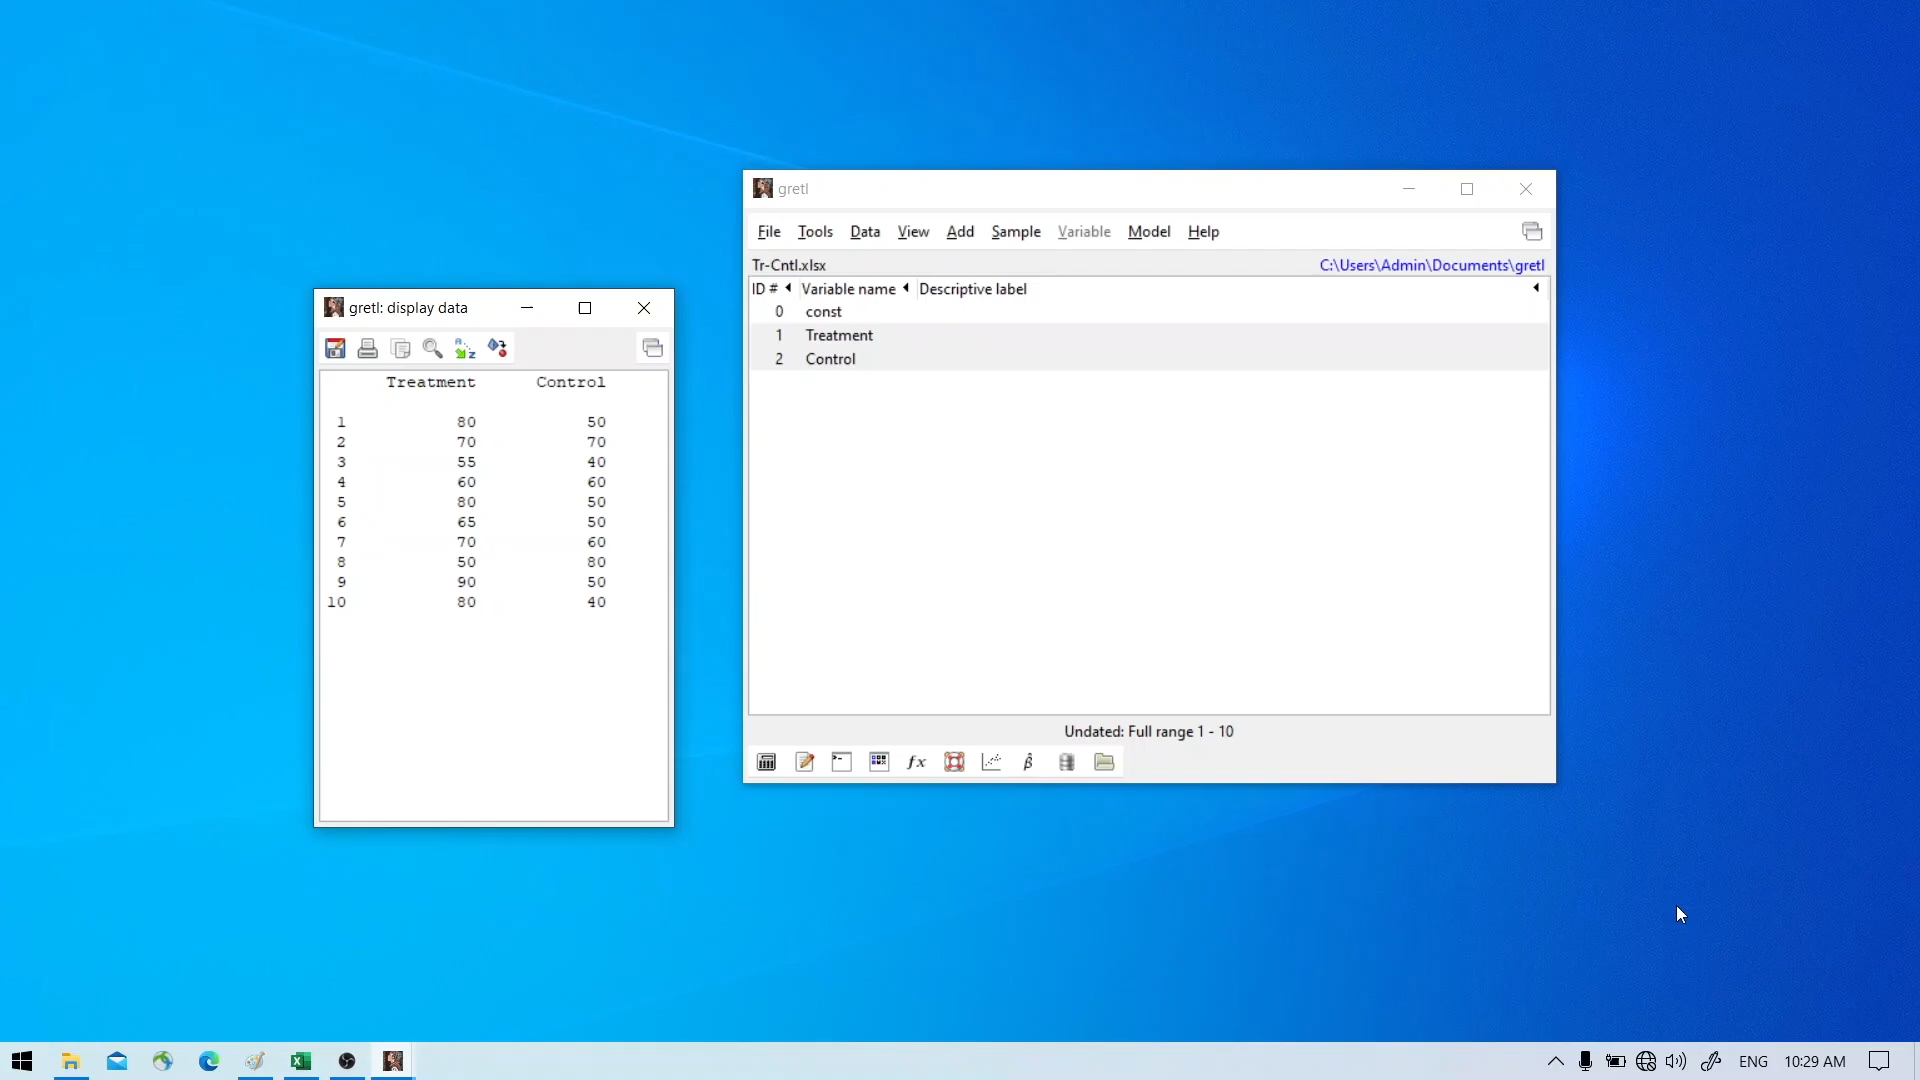 gretl: display data
Treatment Control
1 80 50
2 70 70
3 55 40
4 60 60
5 80 50
6 65 50
7 70 60
8 50 80
9 90 50
10 80 40
gretl
File Tools Data View Add Sample Variable Model Help
Tr-Cntl.xlsx C:\Users\Admin\Documents\gretl
ID # Variable name Descriptive label
0 const
1 Treatment
2 Control
Undated: Full range 1 - 10
fx β̂
ENG 10:29 AM